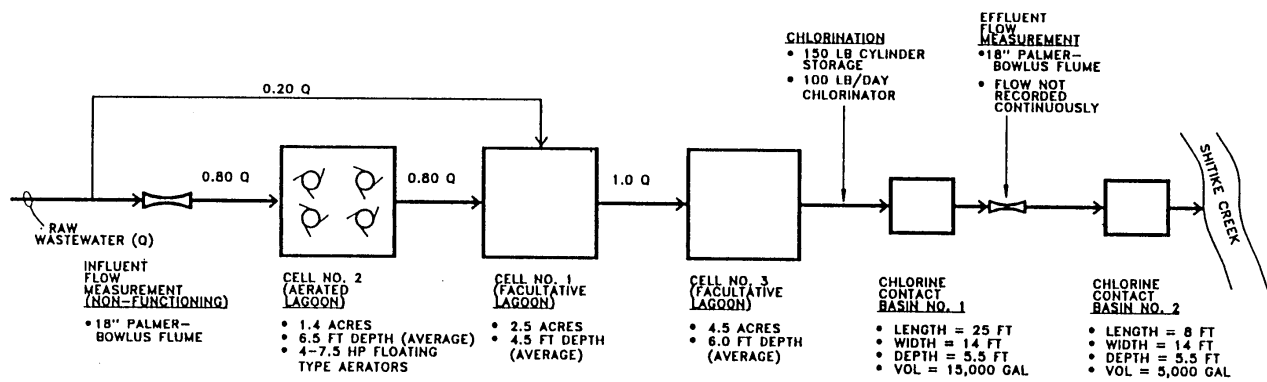 CHLORINATION
• 150 LB CYLINDER
STORAGE
• 100 LB/DAY
CHLORINATOR
EFFLUENT
FLOW
MEASUREMENT
•18" PALMER-
BOWLUS FLUME
• FLOW NOT
RECORDED
CONTINUOUSLY
0.20 Q
0.80 Q
0.80 Q
1.0 Q
SHITIKE CREEK
RAW
WASTEWATER (Q)
INFLUENT
FLOW
MEASUREMENT
(NON-FUNCTIONING)
•18" PALMER-
BOWLUS FLUME
CELL NO. 2
(AERATED
LAGOON)
• 1.4 ACRES
• 6.5 FT DEPTH (AVERAGE)
• 4-7.5 HP FLOATING
TYPE AERATORS
CELL NO. 1
(FACULTATIVE
LAGOON)
• 2.5 ACRES
• 4.5 FT DEPTH
(AVERAGE)
CELL NO. 3
(FACULTATIVE
LAGOON)
• 4.5 ACRES
• 6.0 FT DEPTH
(AVERAGE)
CHLORINE
CONTACT
BASIN NO. 1
• LENGTH = 25 FT
• WIDTH = 14 FT
• DEPTH = 5.5 FT
• VOL = 15,000 GAL
CHLORINE
CONTACT
BASIN NO. 2
• LENGTH = 8 FT
• WIDTH = 14 FT
• DEPTH = 5.5 FT
• VOL = 5,000 GAL